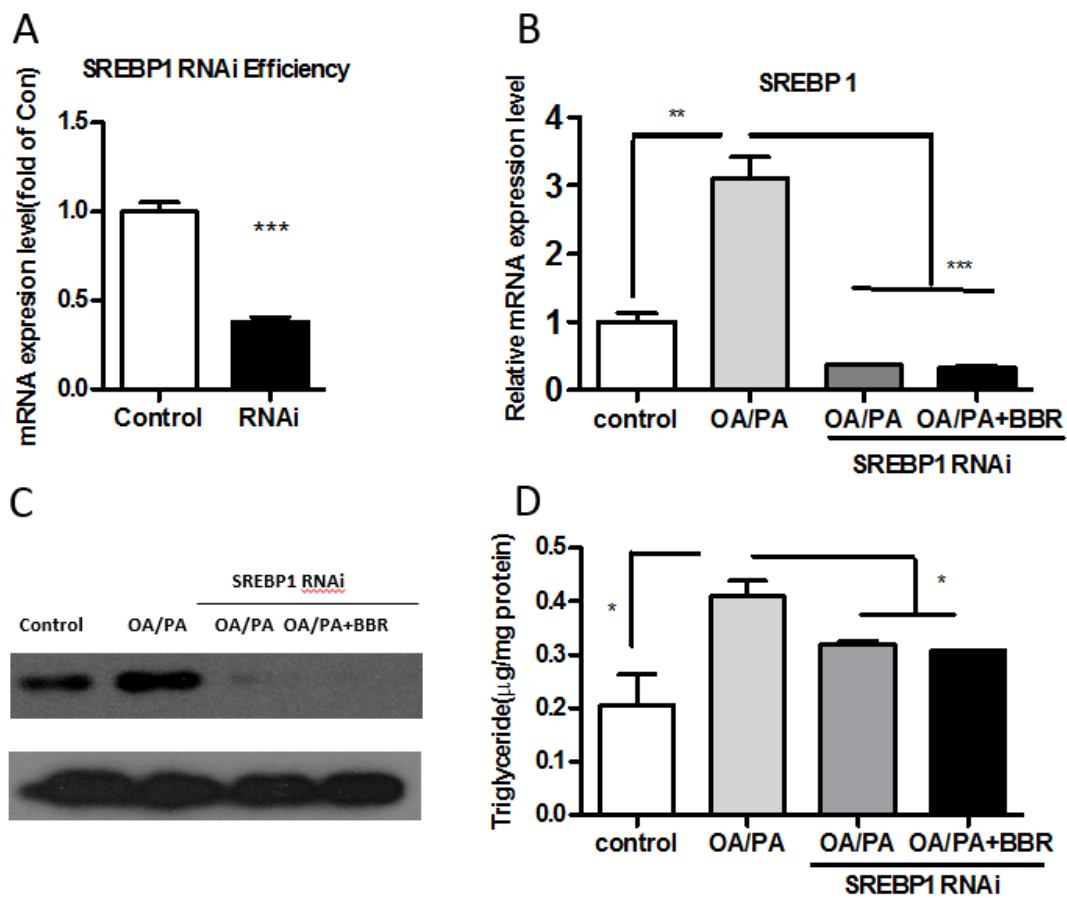 A
SREBP1 RNAi Efficiency
mRNA expresion level(fold of Con)
1.5
1.0
0.5
0.0
***
Control RNAi
B
SREBP 1
Relative mRNA expression level
4
3
2
1
0
**
***
control OA/PA OA/PA OA/PA+BBR
SREBP1 RNAi
C
SREBP1 RNAi
Control OA/PA OA/PA OA/PA+BBR
D
Triglyceride(μg/mg protein)
0.5
0.4
0.3
0.2
0.1
0.0
*
*
control OA/PA OA/PA OA/PA+BBR
SREBP1 RNAi